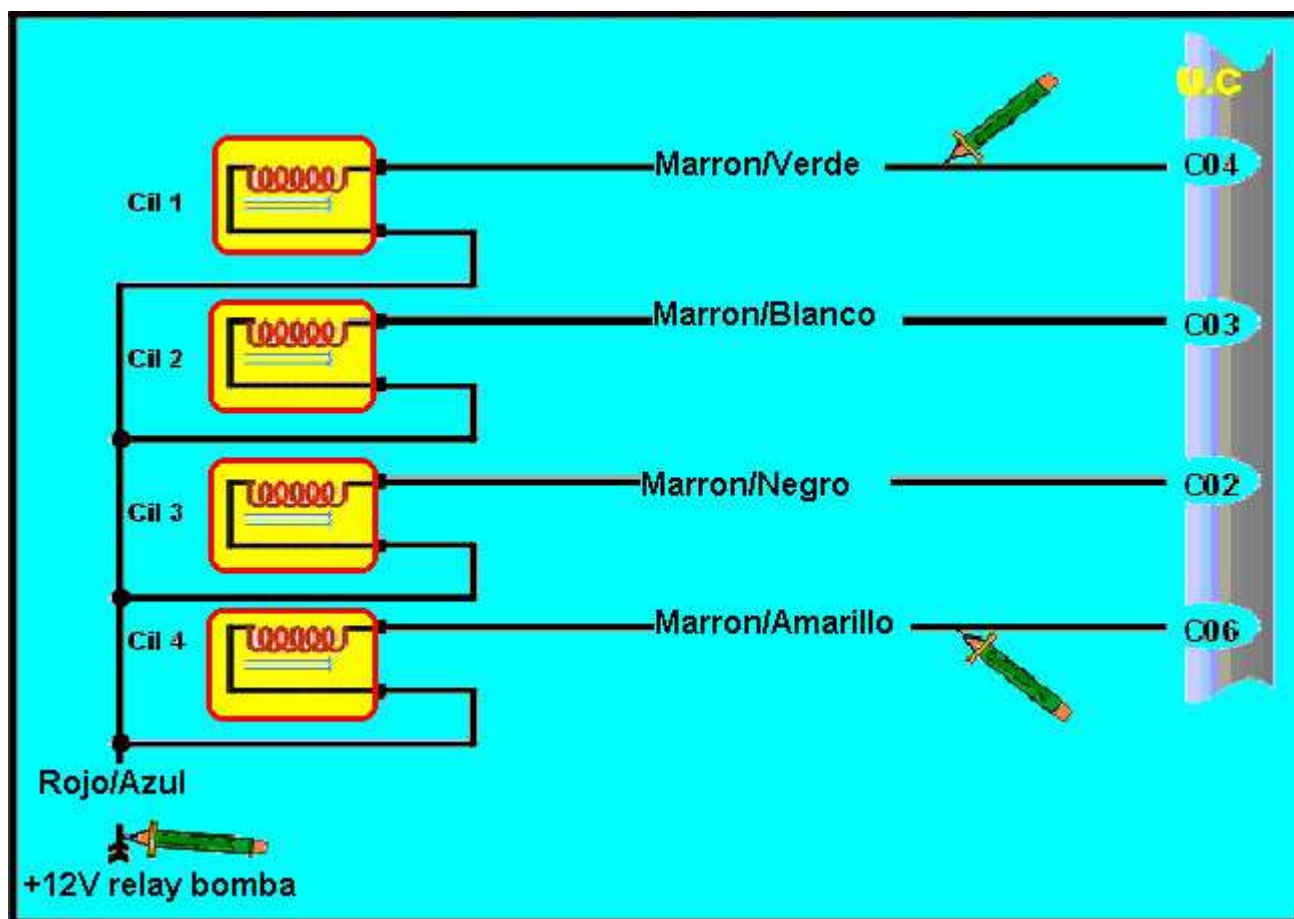 U.C
Marron/Verde
C04
Cil 1
Marron/Blanco
C03
Cil 2
Marron/Negro
C02
Cil 3
Marron/Amarillo
C06
Cil 4
Rojo/Azul
+12V relay bomba